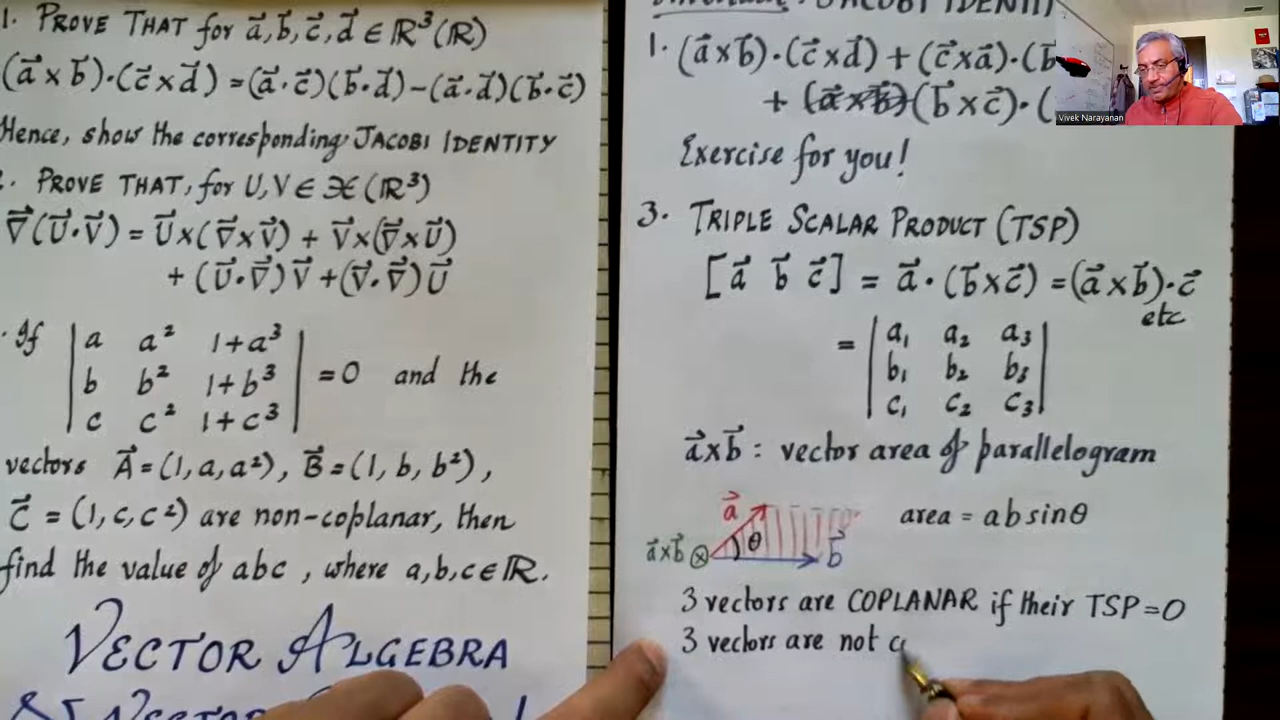 1. PROVE THAT for a⃗, b⃗, c⃗, d⃗ ∈ ℝ³(ℝ)
(a⃗ × b⃗)·(c⃗ × d⃗) = (a⃗·c⃗)(b⃗·d⃗) − (a⃗·d⃗)(b⃗·c⃗)
Hence, show the corresponding JACOBI IDENTITY
2. PROVE THAT, for U, V ∈ 𝔛(ℝ³)
∇⃗(U⃗·V⃗) = U⃗×(∇⃗×V⃗) + V⃗×(∇⃗×U⃗)
+ (U⃗·∇⃗)V⃗ + (V⃗·∇⃗)U⃗
. If | a a² 1+a³ |
| b b² 1+b³ | = 0 and the
| c c² 1+c³ |
vectors A⃗ = (1, a, a²), B⃗ = (1, b, b²),
C⃗ = (1, c, c²) are non-coplanar, then
find the value of abc, where a, b, c ∈ ℝ.
VECTOR ALGEBRA
JACOBI IDENTI
1. (a⃗ × b⃗)·(c⃗ × d⃗) + (c⃗ × a⃗)·(b⃗
+ (a⃗ × b⃗) (b⃗ × c⃗)·(
Exercise for you!
3. TRIPLE SCALAR PRODUCT (TSP)
[a⃗ b⃗ c⃗] = a⃗·(b⃗ × c⃗) = (a⃗ × b⃗)·c⃗
etc
= | a₁ a₂ a₃ |
| b₁ b₂ b₃ |
| c₁ c₂ c₃ |
a⃗ × b⃗ : vector area of parallelogram
a⃗
area = ab sinθ
θ
a⃗×b⃗ ⊗
b⃗
3 vectors are COPLANAR if their TSP = 0
3 vectors are not c
Vivek Narayanan